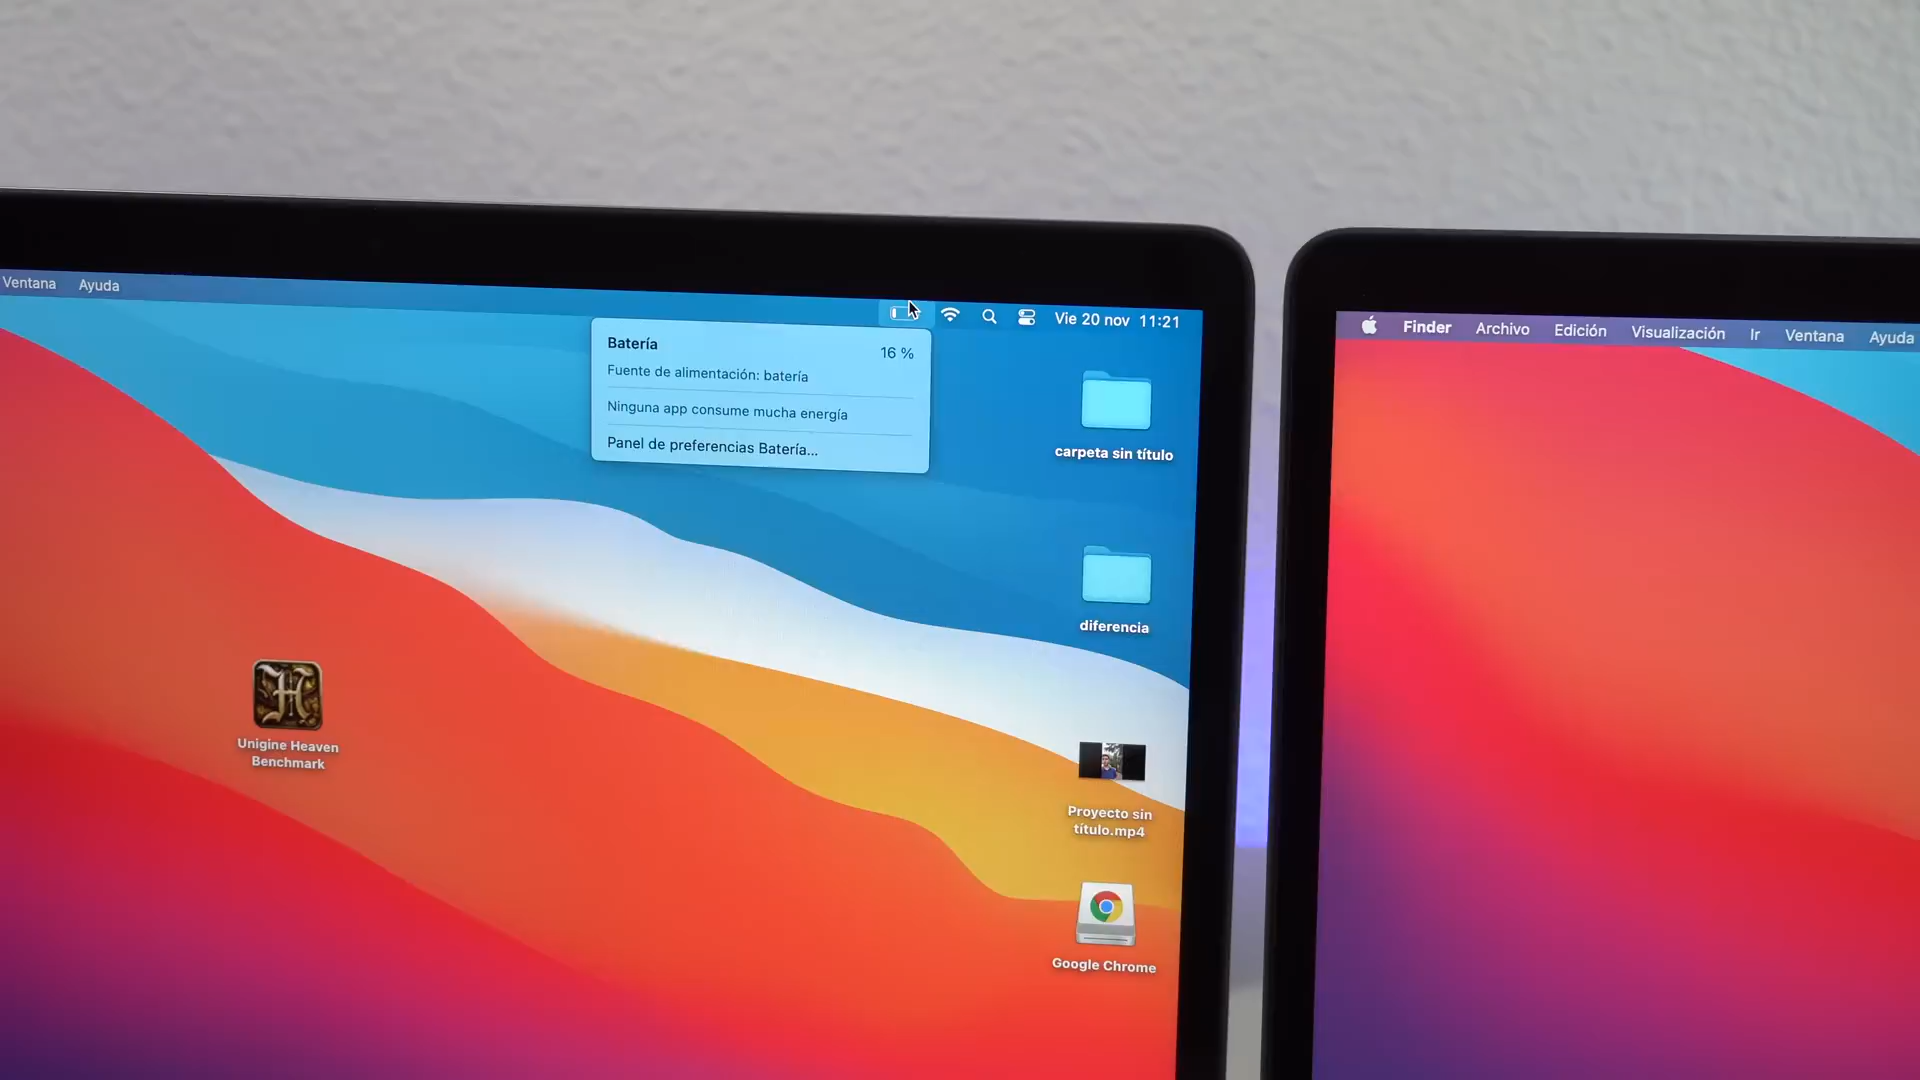 Ventana Ayuda
Vie 20 nov 11:21
Batería
16 %
Fuente de alimentación: batería
Ninguna app consume mucha energía
Panel de preferencias Batería...
carpeta sin título
diferencia
Unigine Heaven
Benchmark
Proyecto sin
título.mp4
Google Chrome
Finder Archivo Edición Visualización Ir Ventana Ayuda